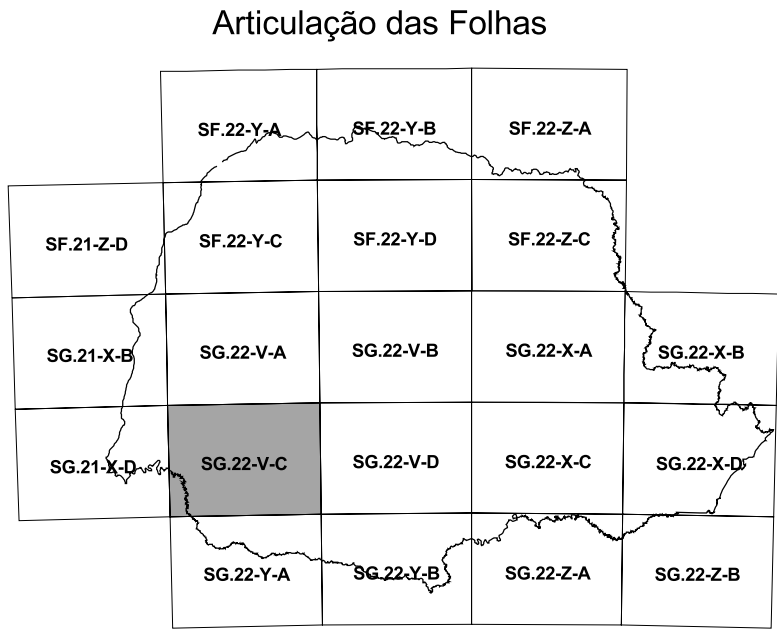 Articulação das Folhas
SF.22-Y-A SF.22-Y-B SF.22-Z-A
SF.21-Z-D SF.22-Y-C SF.22-Y-D SF.22-Z-C
SG.21-X-B SG.22-V-A SG.22-V-B SG.22-X-A SG.22-X-B
SG.21-X-D SG.22-V-C SG.22-V-D SG.22-X-C SG.22-X-D
SG.22-Y-A SG.22-Y-B SG.22-Z-A SG.22-Z-B